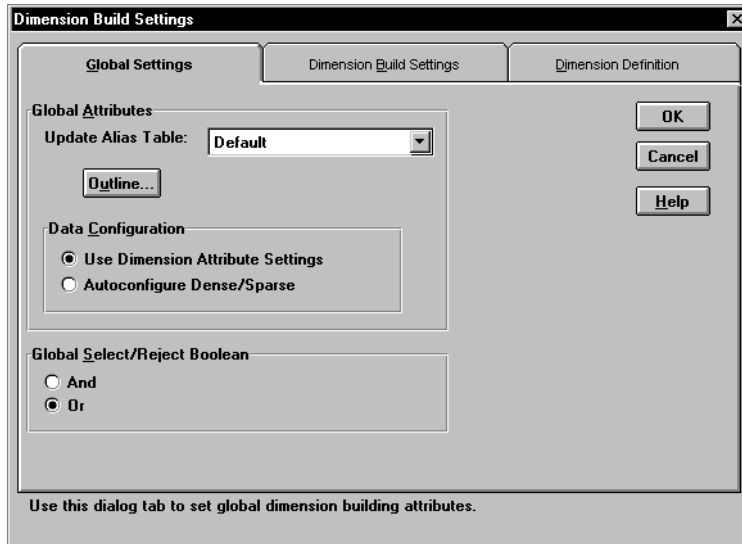 Dimension Build Settings
Global Settings
Dimension Build Settings
Dimension Definition
Global Attributes
Update Alias Table: Default
Outline...
Data Configuration
Use Dimension Attribute Settings
Autoconfigure Dense/Sparse
Global Select/Reject Boolean
And
Or
OK
Cancel
Help
Use this dialog tab to set global dimension building attributes.